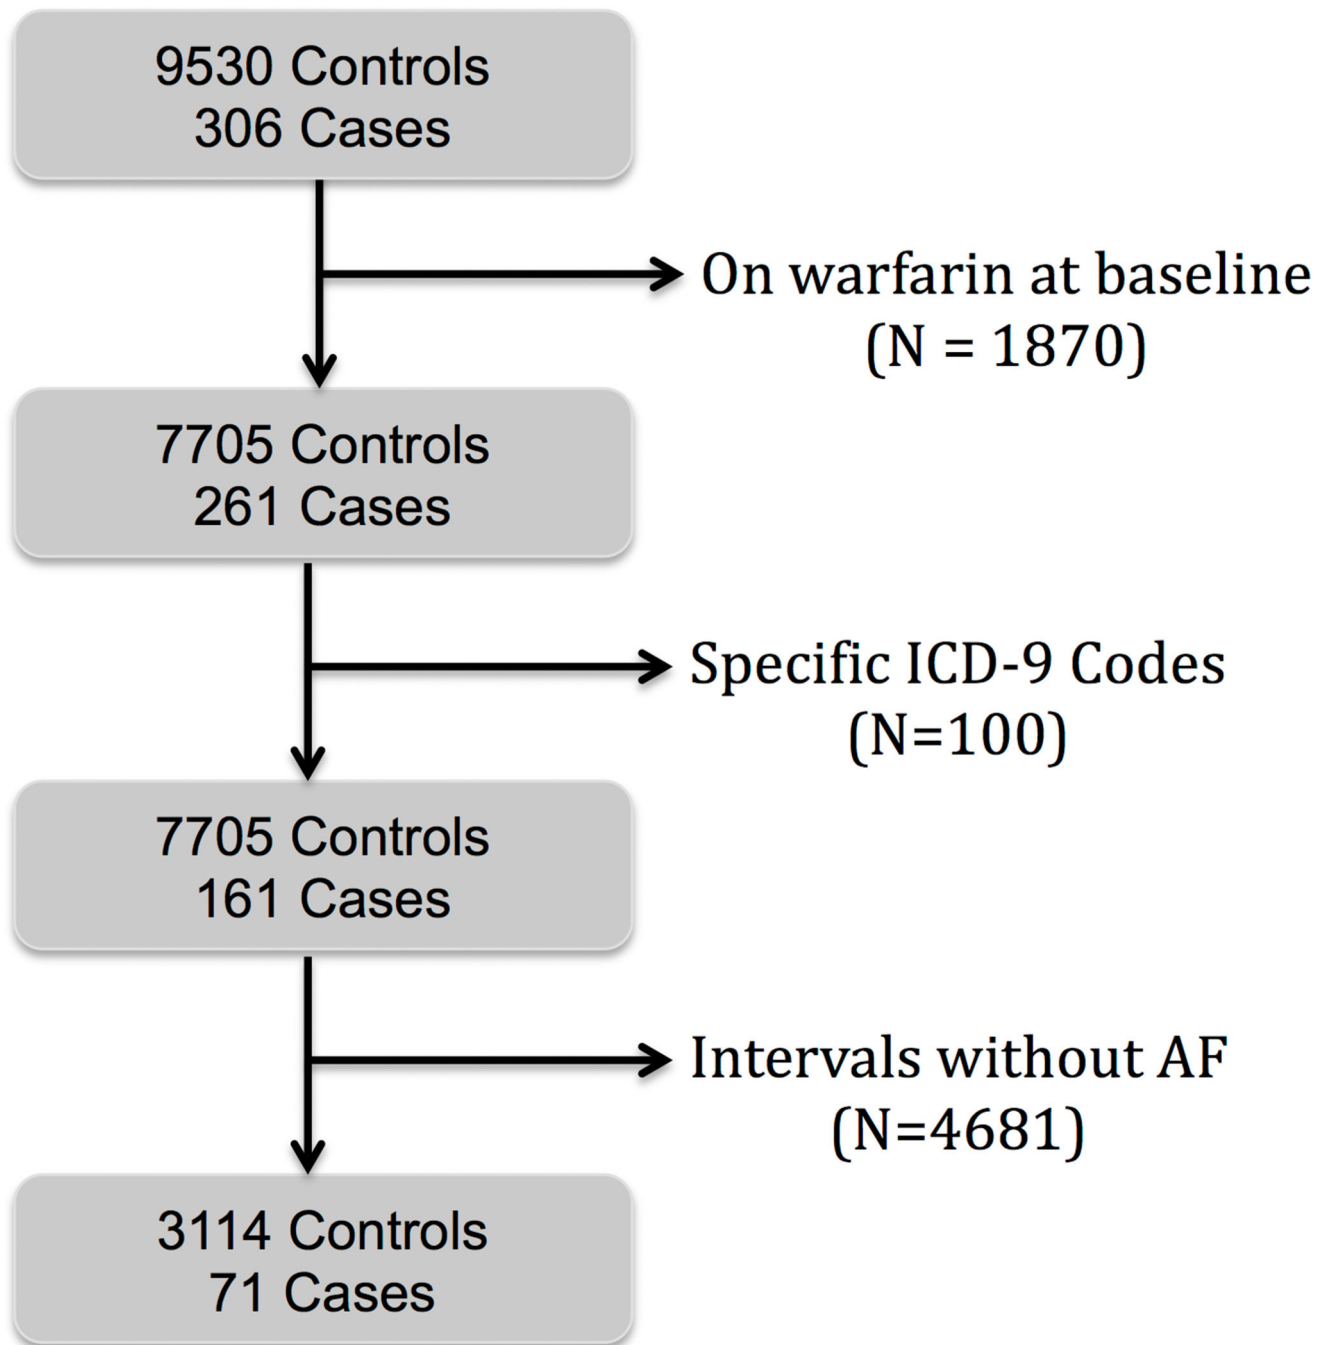 9530 Controls
306 Cases
On warfarin at baseline
(N = 1870)
7705 Controls
261 Cases
Specific ICD-9 Codes
(N=100)
7705 Controls
161 Cases
Intervals without AF
(N=4681)
3114 Controls
71 Cases